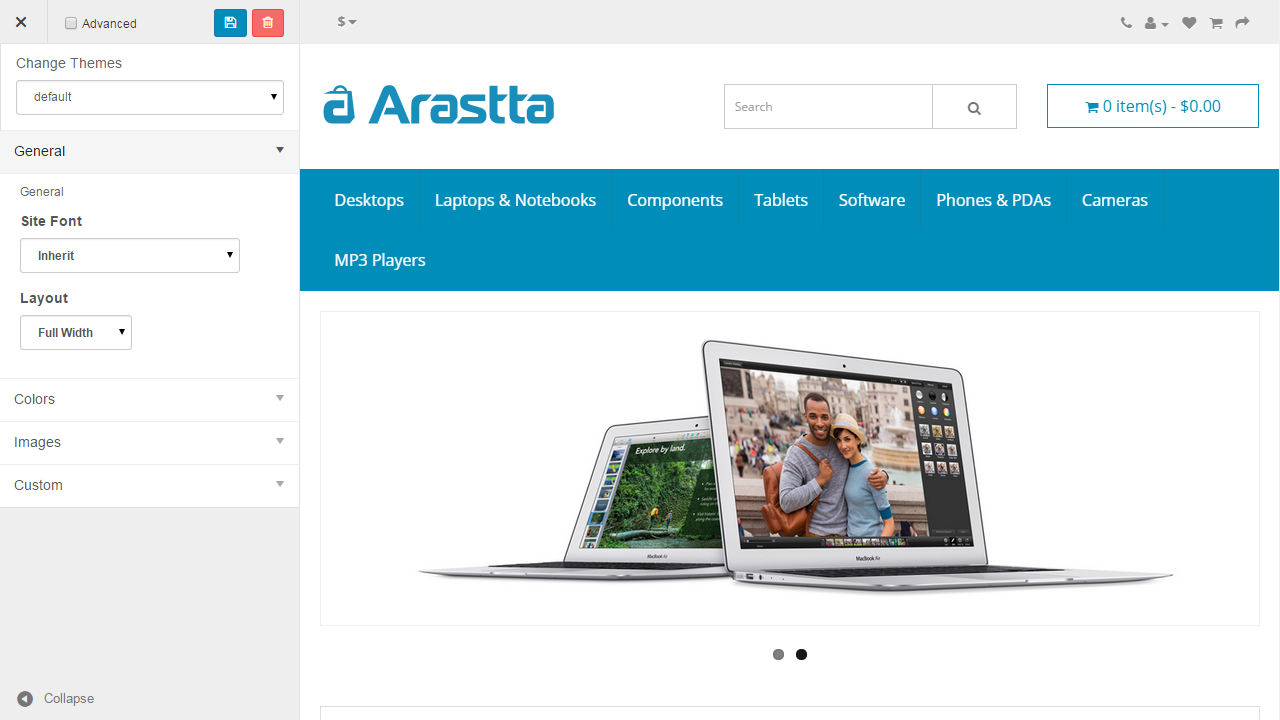 Advanced
$
Change Themes
default
Arastta
Search
0 item(s) - $0.00
General
Desktops
Laptops & Notebooks
Components
Tablets
Software
Phones & PDAs
Cameras
MP3 Players
General
Site Font
Inherit
Layout
Full Width
Colors
Images
Custom
Explore by land.
MacBook Air
MacBook Air
Collapse